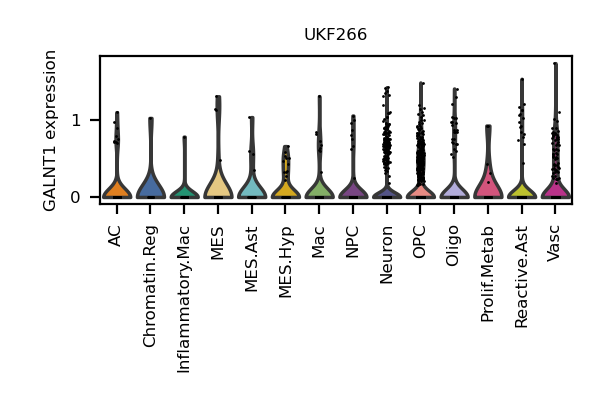 UKF266
GALNT1 expression
1
0
AC
Chromatin.Reg
Inflammatory.Mac
MES
MES.Ast
MES.Hyp
Mac
NPC
Neuron
OPC
Oligo
Prolif.Metab
Reactive.Ast
Vasc